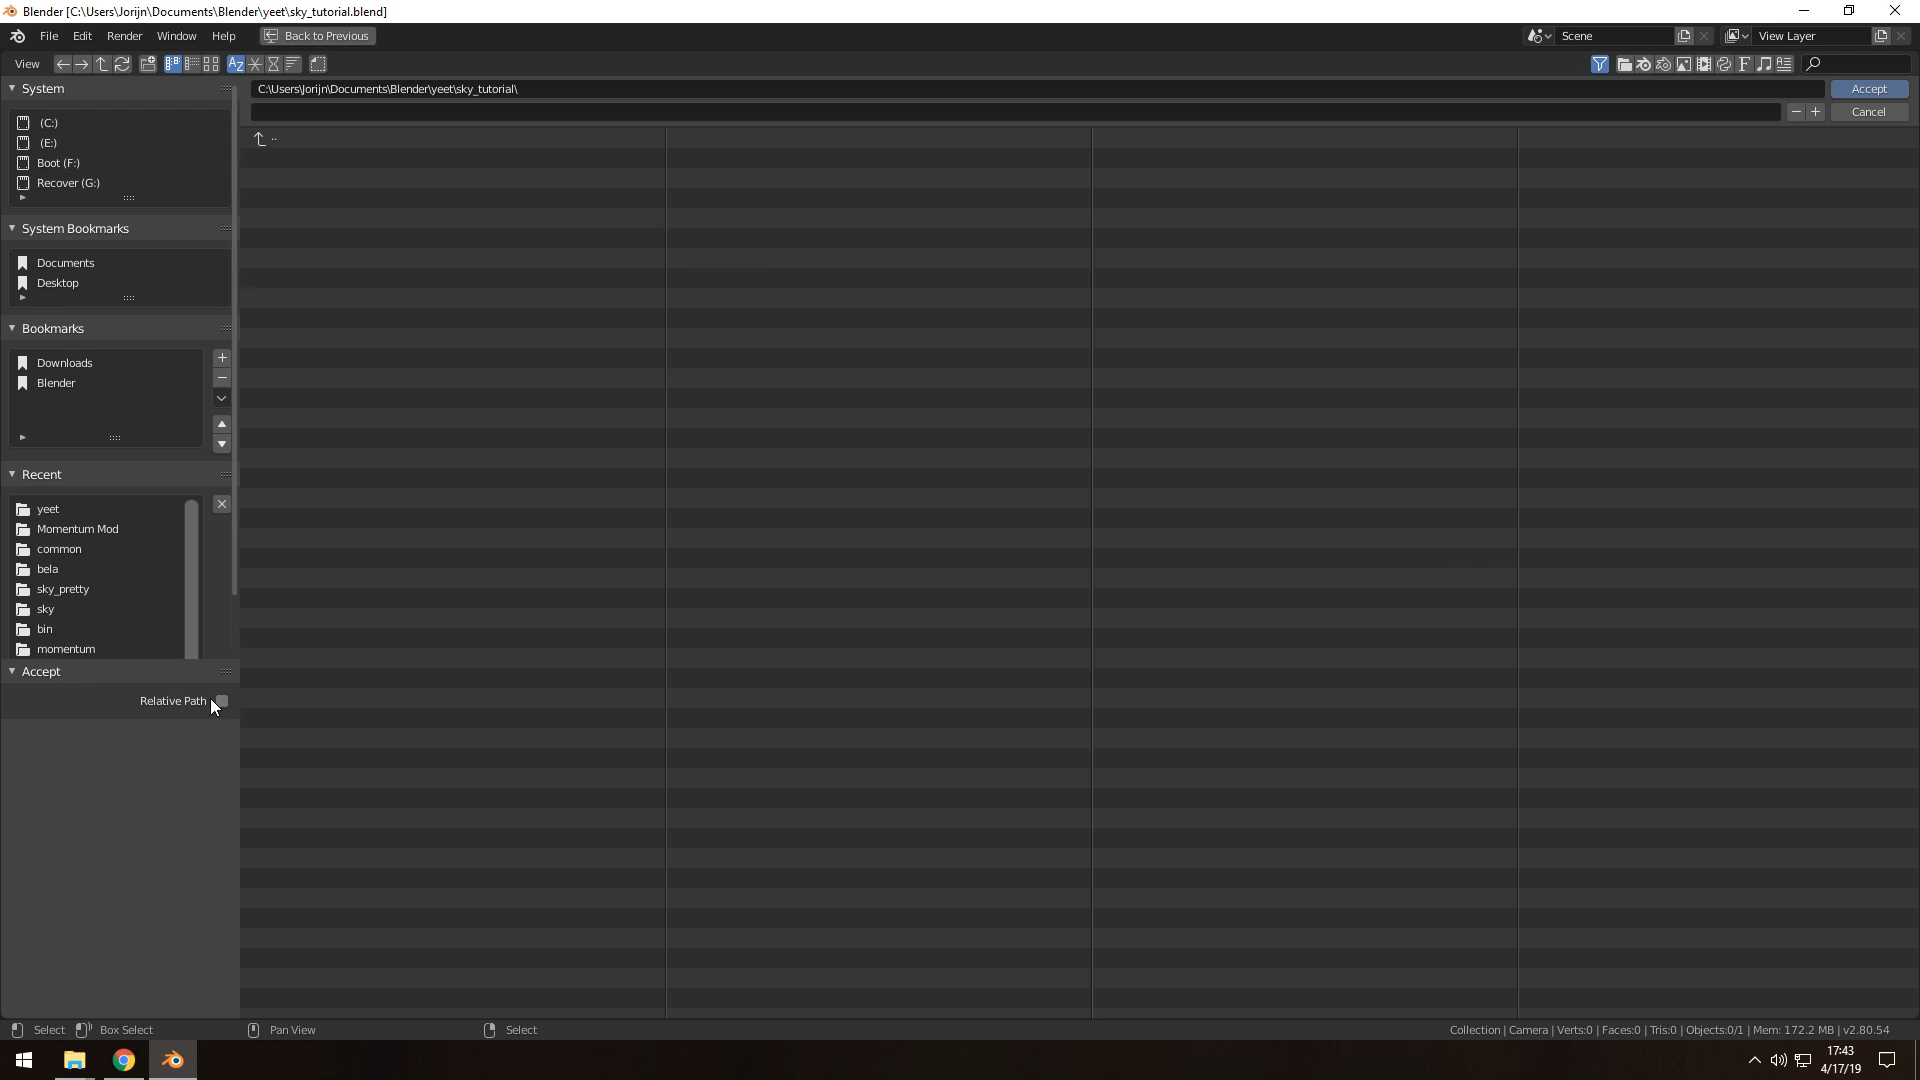 Blender [C:\Users\Jorijn\Documents\Blender\yeet\sky_tutorial.blend]
File Edit Render Window Help Back to Previous Scene View Layer
View
System
C:\Users\Jorijn\Documents\Blender\yeet\sky_tutorial\ Accept
Cancel
(C:)
..
(E:)
Boot (F:)
Recover (G:)
System Bookmarks
Documents
Desktop
Bookmarks
Downloads
Blender
Recent
yeet
Momentum Mod
common
bela
sky_pretty
sky
bin
momentum
Accept
Relative Path
Select Box Select Pan View Select Collection | Camera | Verts:0 | Faces:0 | Tris:0 | Objects:0/1 | Mem: 172.2 MB | v2.80.54
17:43
4/17/19